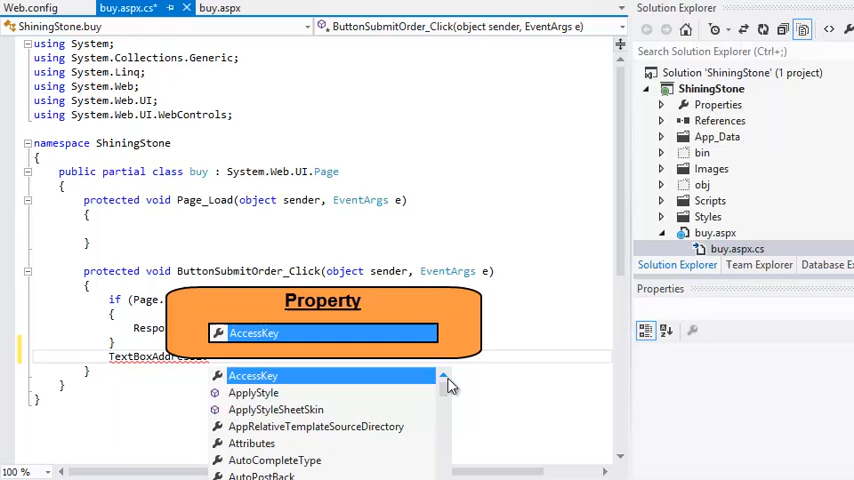 Web.config
buy.aspx.cs*
buy.aspx
ShiningStone.buy
ButtonSubmitOrder_Click(object sender, EventArgs e)
using System;
using System.Collections.Generic;
using System.Linq;
using System.Web;
using System.Web.UI;
using System.Web.UI.WebControls;
namespace ShiningStone
{
public partial class buy : System.Web.UI.Page
{
protected void Page_Load(object sender, EventArgs e)
{
}
protected void ButtonSubmitOrder_Click(object sender, EventArgs e)
{
if (Page.
{
Respo
}
}
}
}
Property
AccessKey
AccessKey
ApplyStyle
ApplyStyleSheetSkin
AppRelativeTemplateSourceDirectory
Attributes
AutoCompleteType
AutoPostBack
100 %
Solution Explorer
Search Solution Explorer (Ctrl+;)
Solution 'ShiningStone' (1 project)
ShiningStone
Properties
References
App_Data
bin
Images
obj
Scripts
Styles
buy.aspx
buy.aspx.cs
Solution Explorer
Team Explorer
Database Ex
Properties